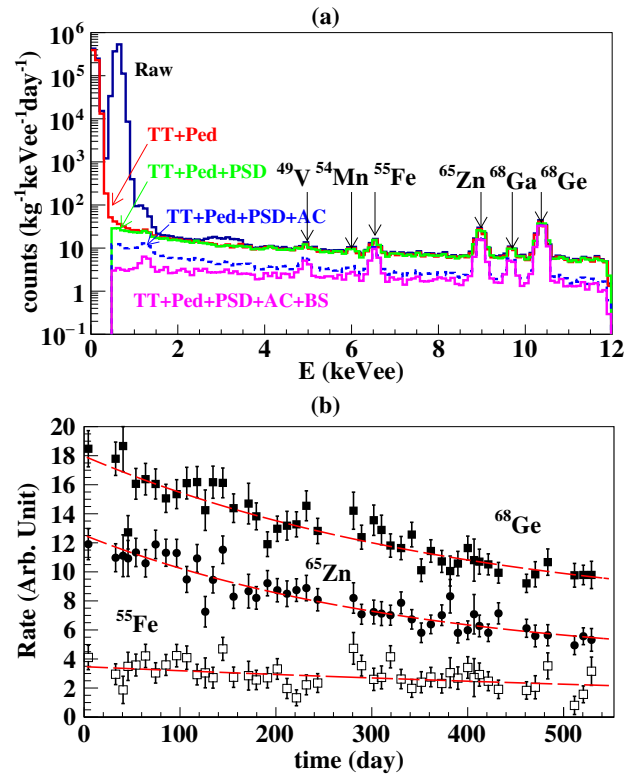 (a)
counts (kg⁻¹keVee⁻¹day⁻¹)
10⁶
10⁵
10⁴
10³
10²
10
1
10⁻¹
Raw
TT+Ped
TT+Ped+PSD
TT+Ped+PSD+AC
TT+Ped+PSD+AC+BS
⁴⁹V ⁵⁴Mn ⁵⁵Fe ⁶⁵Zn ⁶⁸Ga ⁶⁸Ge
0 2 4 6 8 10 12
E (keVee)
(b)
Rate (Arb. Unit)
20
18
16
14
12
10
8
6
4
2
0
⁶⁸Ge
⁶⁵Zn
⁵⁵Fe
0 100 200 300 400 500
time (day)